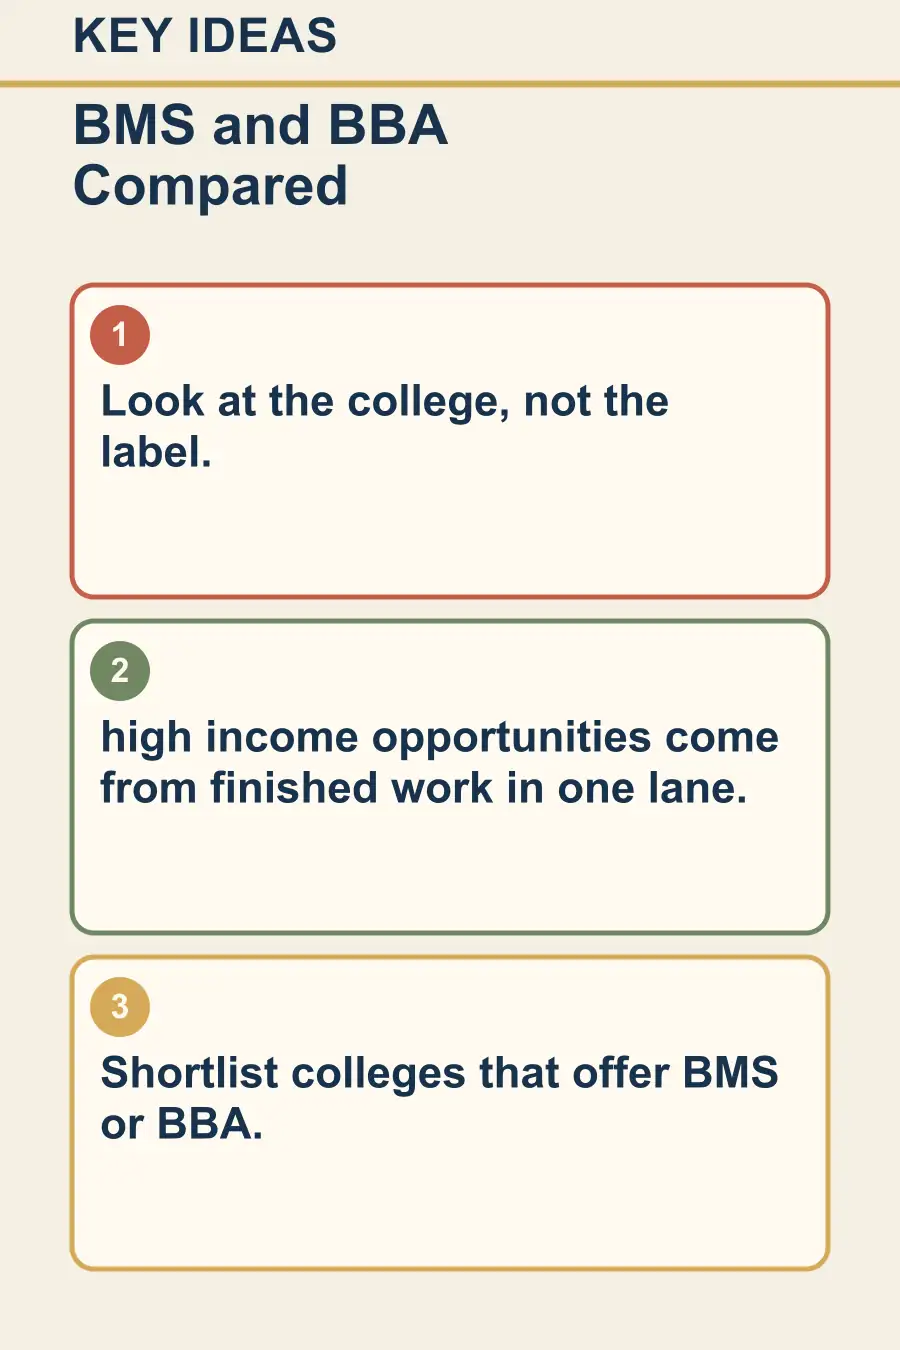 KEY IDEAS
BMS and BBA
Compared
1
Look at the college, not the
label.
2
high income opportunities come
from finished work in one lane.
3
Shortlist colleges that offer BMS
or BBA.